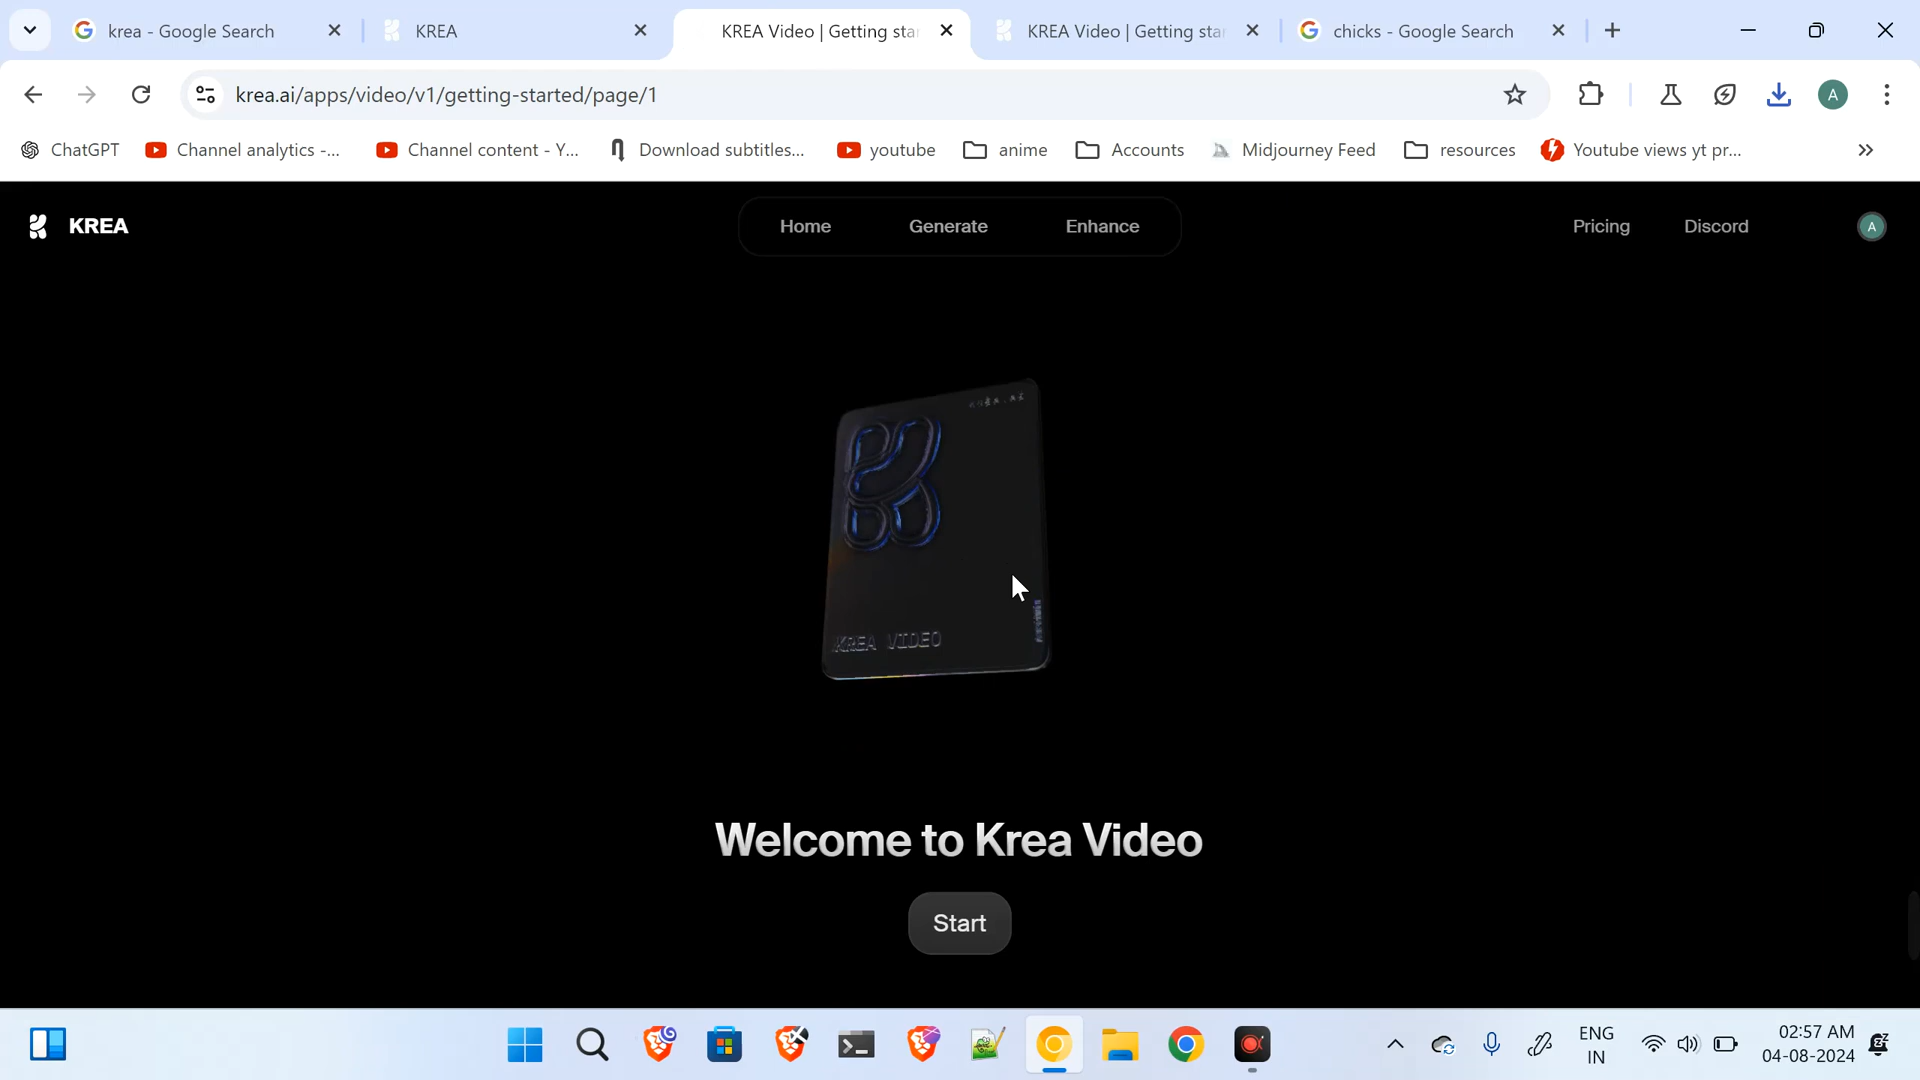 krea - Google Search
KREA
KREA Video | Getting sta
KREA Video | Getting sta
chicks - Google Search
krea.ai/apps/video/v1/getting-started/page/1
A
ChatGPT
Channel analytics -...
Channel content - Y...
Download subtitles...
youtube
anime
Accounts
Midjourney Feed
resources
Youtube views yt pr...
KREA
Home
Generate
Enhance
Pricing
Discord
A
KREA VIDEO
Welcome to Krea Video
Start
ENG
IN
02:57 AM
04-08-2024